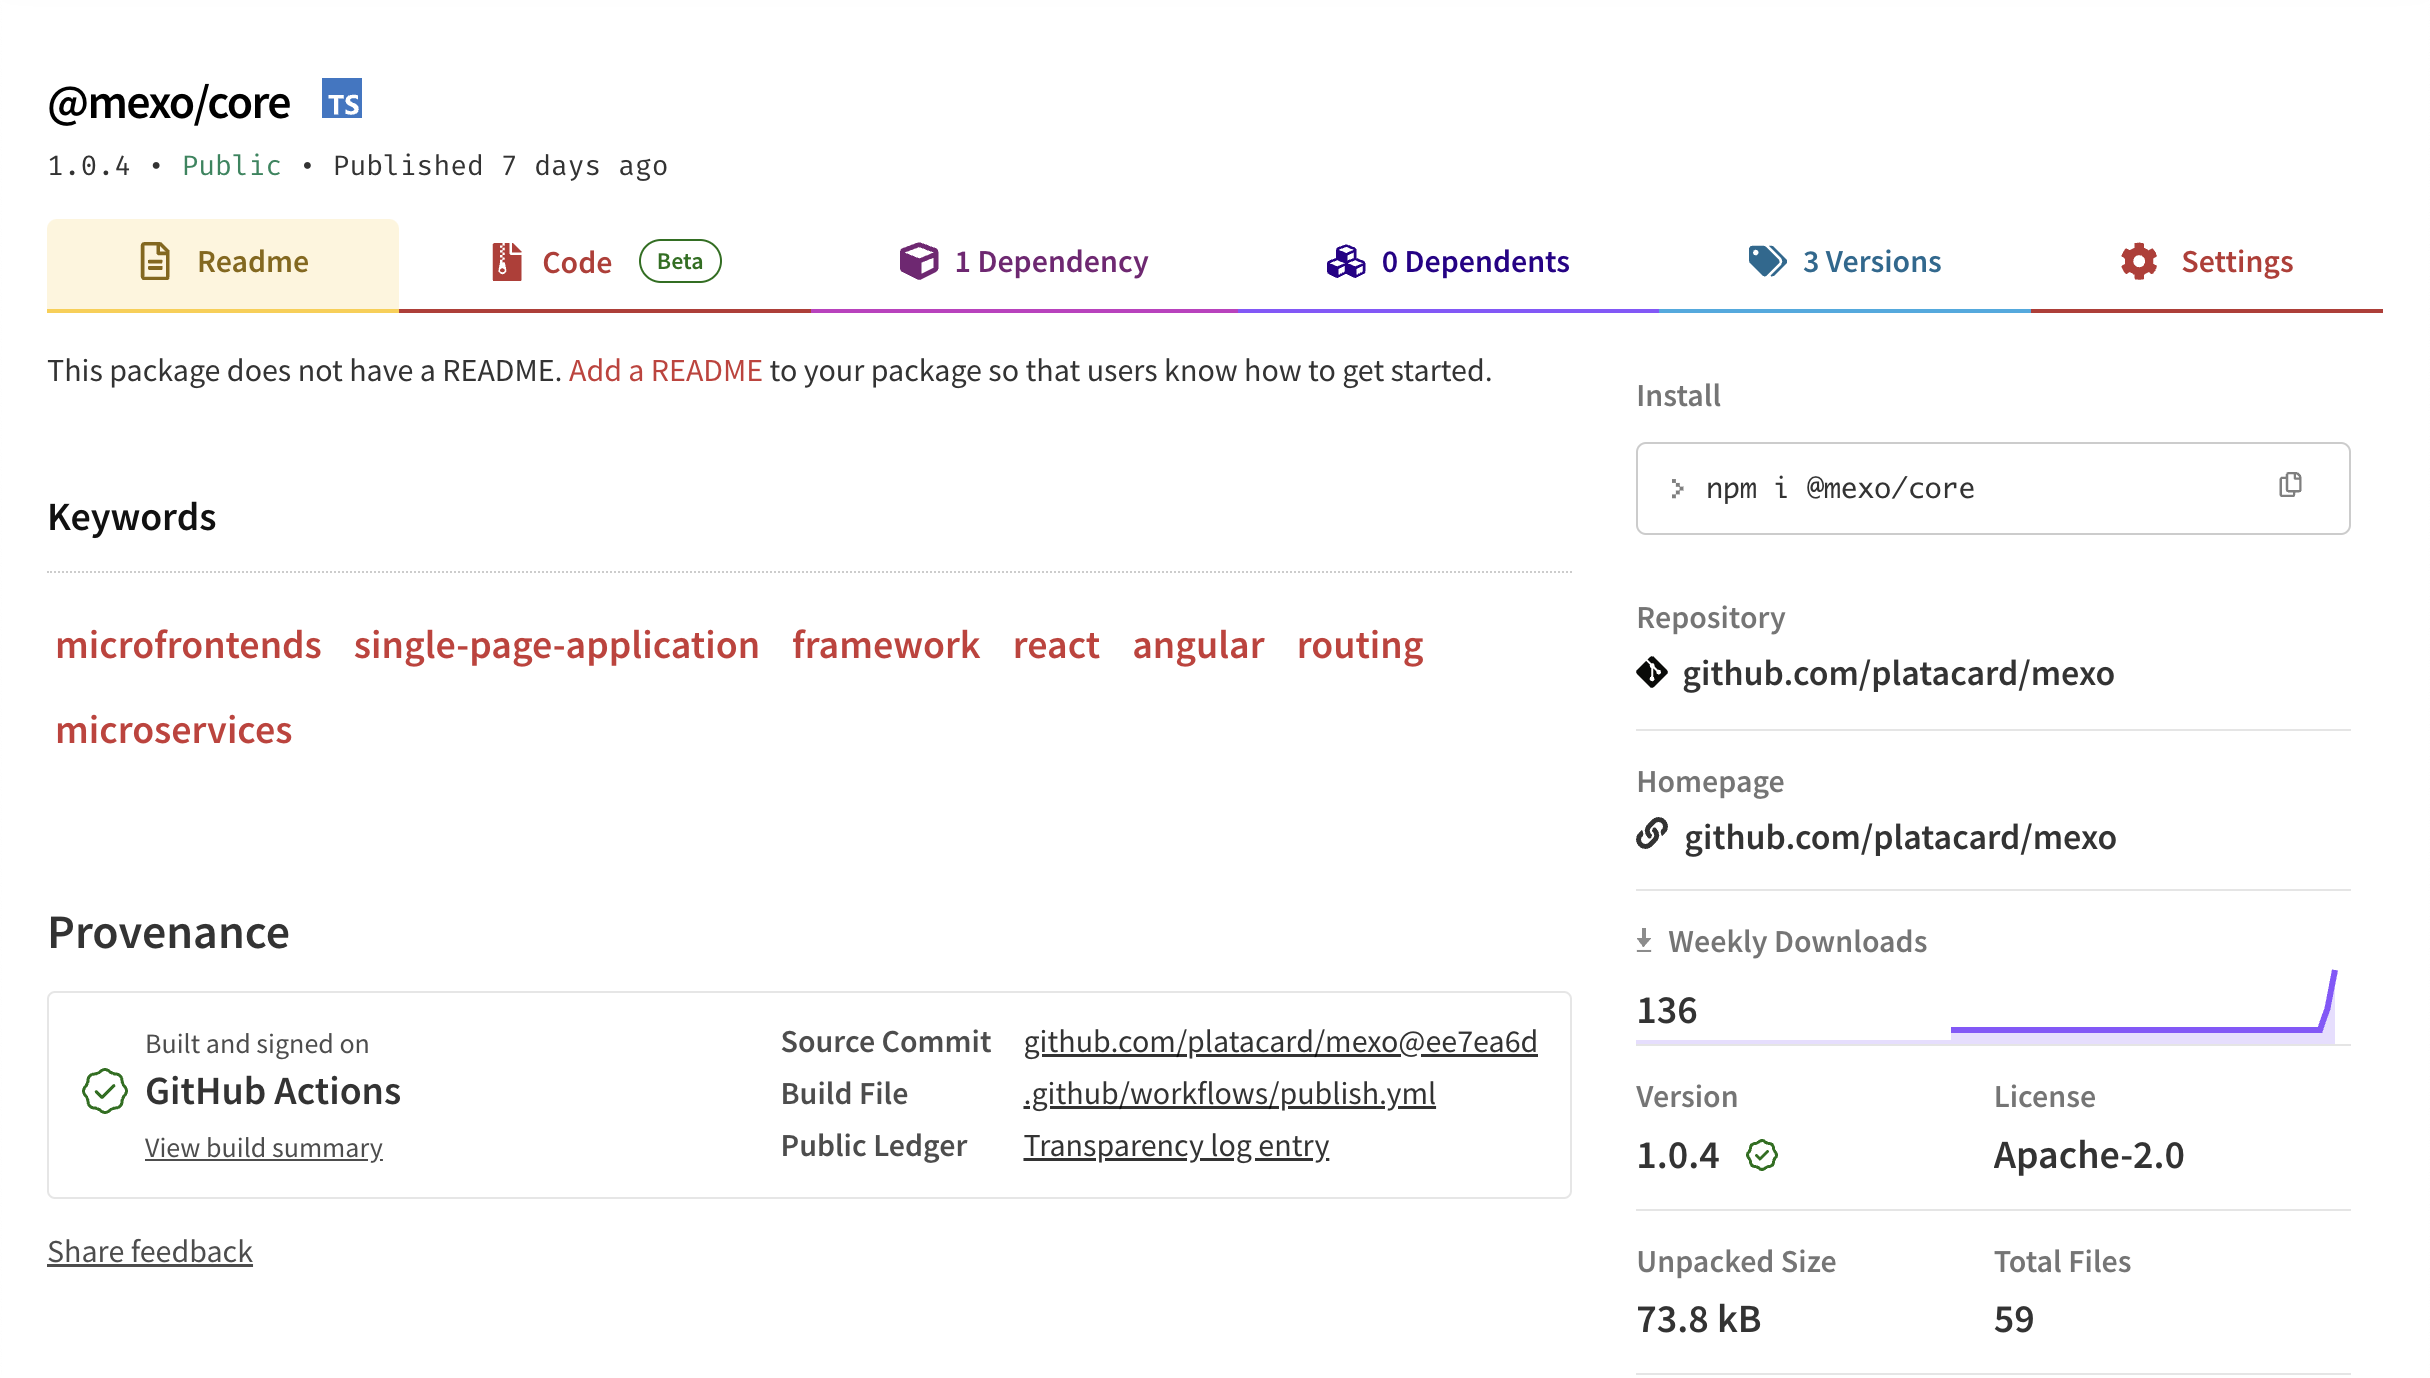 @mexo/core TS
1.0.4 • Public • Published 7 days ago
Readme
Code Beta
1 Dependency
0 Dependents
3 Versions
Settings
This package does not have a README. Add a README to your package so that users know how to get started.
Keywords
microfrontends single-page-application framework react angular routing
microservices
Provenance
Built and signed on
GitHub Actions
View build summary
Source Commit github.com/platacard/mexo@ee7ea6d
Build File .github/workflows/publish.yml
Public Ledger Transparency log entry
Share feedback
Install
> npm i @mexo/core
Repository
github.com/platacard/mexo
Homepage
github.com/platacard/mexo
Weekly Downloads
136
Version License
1.0.4 Apache-2.0
Unpacked Size Total Files
73.8 kB 59